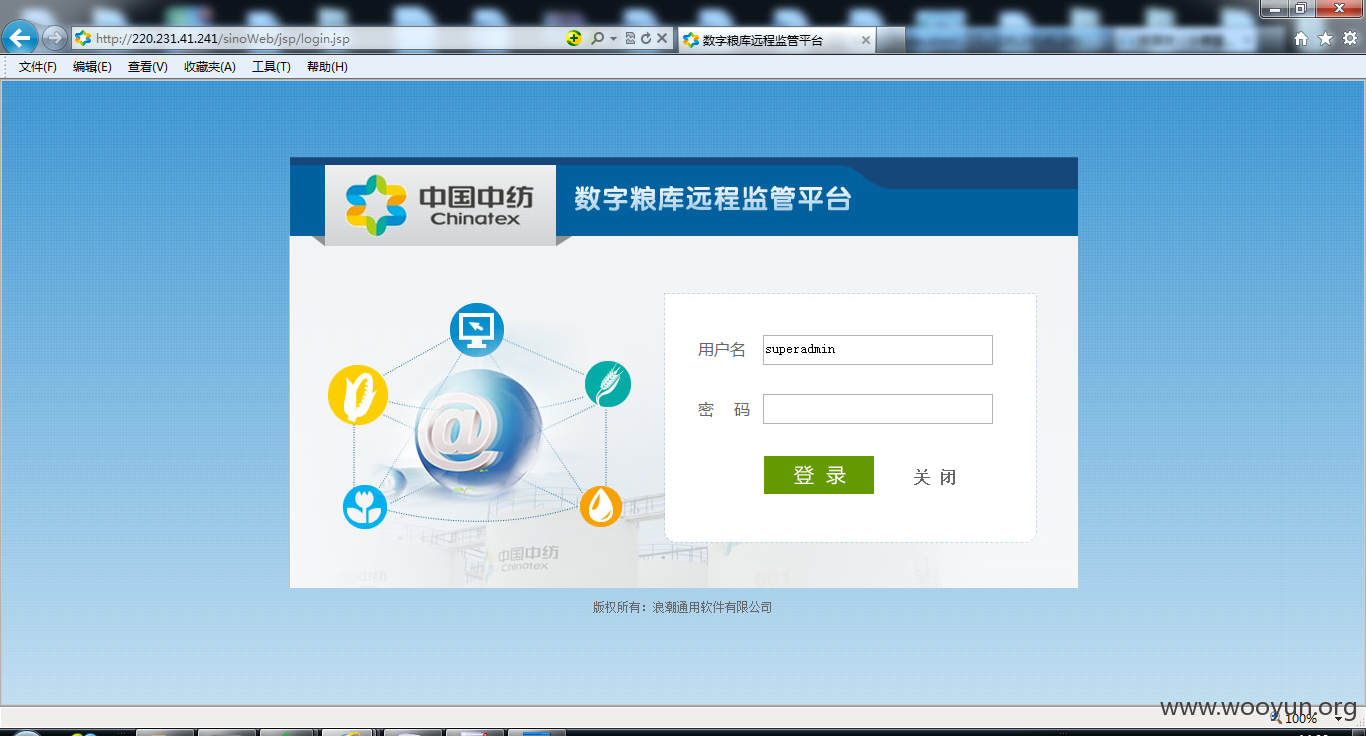 http://220.231.41.241/sinoWeb/jsp/login.jsp
数字粮库远程监管平台
文件(F) 编辑(E) 查看(V) 收藏夹(A) 工具(T) 帮助(H)
中国中纺
Chinatex
数字粮库远程监管平台
用户名 superadmin
密 码
登 录 关 闭
中国中纺
Chinatex
版权所有：浪潮通用软件有限公司
www.wooyun.org
100%